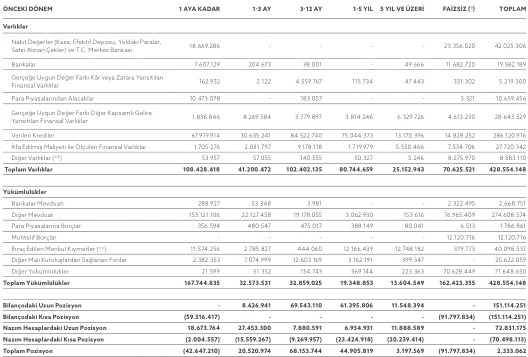 ÖNCEKİ DÖNEM 1 AYA KADAR 1-3 AY 3-12 AY 1-5 YIL 5 YIL VE ÜZERİ FAİZSİZ (*) TOPLAM
Varlıklar
Nakit Değerler (Kasa, Efektif Deposu, Yoldaki Paralar,
Satın Alınan Çekler) ve T.C. Merkez Bankası 18.669.286 - - - - 23.356.020 42.025.306
Bankalar 7.607.129 204.673 38.001 - 49.666 11.682.720 19.582.189
Gerçeğe Uygun Değer Farkı Kâr veya Zarara Yansıtılan
Finansal Varlıklar 162.932 2.122 4.559.767 115.734 47.443 331.302 5.219.300
Para Piyasalarından Alacaklar 10.473.078 - 183.057 - - 3.321 10.659.456
Gerçeğe Uygun Değer Farkı Diğer Kapsamlı Gelire
Yansıtılan Finansal Varlıklar 1.836.846 8.269.584 3.779.897 3.814.246 6.329.726 4.613.230 28.643.529
Verilen Krediler 67.919.914 30.635.241 84.522.740 75.044.373 13.170.396 14.828.252 286.120.916
İtfa Edilmiş Maliyeti ile Ölçülen Finansal Varlıklar 1.705.276 2.031.797 9.178.118 1.719.979 5.550.466 7.534.706 27.720.342
Diğer Varlıklar (**) 53.957 57.055 140.555 50.327 5.246 8.275.970 8.583.110
Toplam Varlıklar 108.428.418 41.200.472 102.402.135 80.744.659 25.152.943 70.625.521 428.554.148
Yükümlülükler
Bankalar Mevduatı 288.927 53.348 3.981 - - 2.322.495 2.668.751
Diğer Mevduat 153.121.106 22.127.458 19.178.055 3.062.930 153.616 76.965.409 274.608.574
Para Piyasalarına Borçlar 356.594 480.547 475.017 388.149 80.041 6.513 1.786.861
Muhtelif Borçlar - - - - - 12.120.716 12.120.716
İhraç Edilen Menkul Kıymetler (**) 11.574.256 2.785.827 444.060 12.166.439 12.748.182 379.773 40.098.537
Diğer Mali Kuruluşlardan Sağlanan Fonlar 2.382.353 7.074.999 12.603.169 3.162.191 399.347 - 25.622.059
Diğer Yükümlülükler 21.599 51.352 154.743 569.144 223.363 70.628.449 71.648.650
Toplam Yükümlülükler 167.744.835 32.573.531 32.859.025 19.348.853 13.604.549 162.423.355 428.554.148
Bilançodaki Uzun Pozisyon - 8.626.941 69.543.110 61.395.806 11.548.394 - 151.114.251
Bilançodaki Kısa Pozisyon (59.316.417) - - - - (91.797.834) (151.114.251)
Nazım Hesaplardaki Uzun Pozisyon 18.673.764 27.453.300 7.880.591 6.934.931 11.888.589 - 72.831.175
Nazım Hesaplardaki Kısa Pozisyon (2.004.557) (15.559.267) (9.269.957) (23.424.918) (20.239.414) - (70.498.113)
Toplam Pozisyon (42.647.210) 20.520.974 68.153.744 44.905.819 3.197.569 (91.797.834) 2.333.062